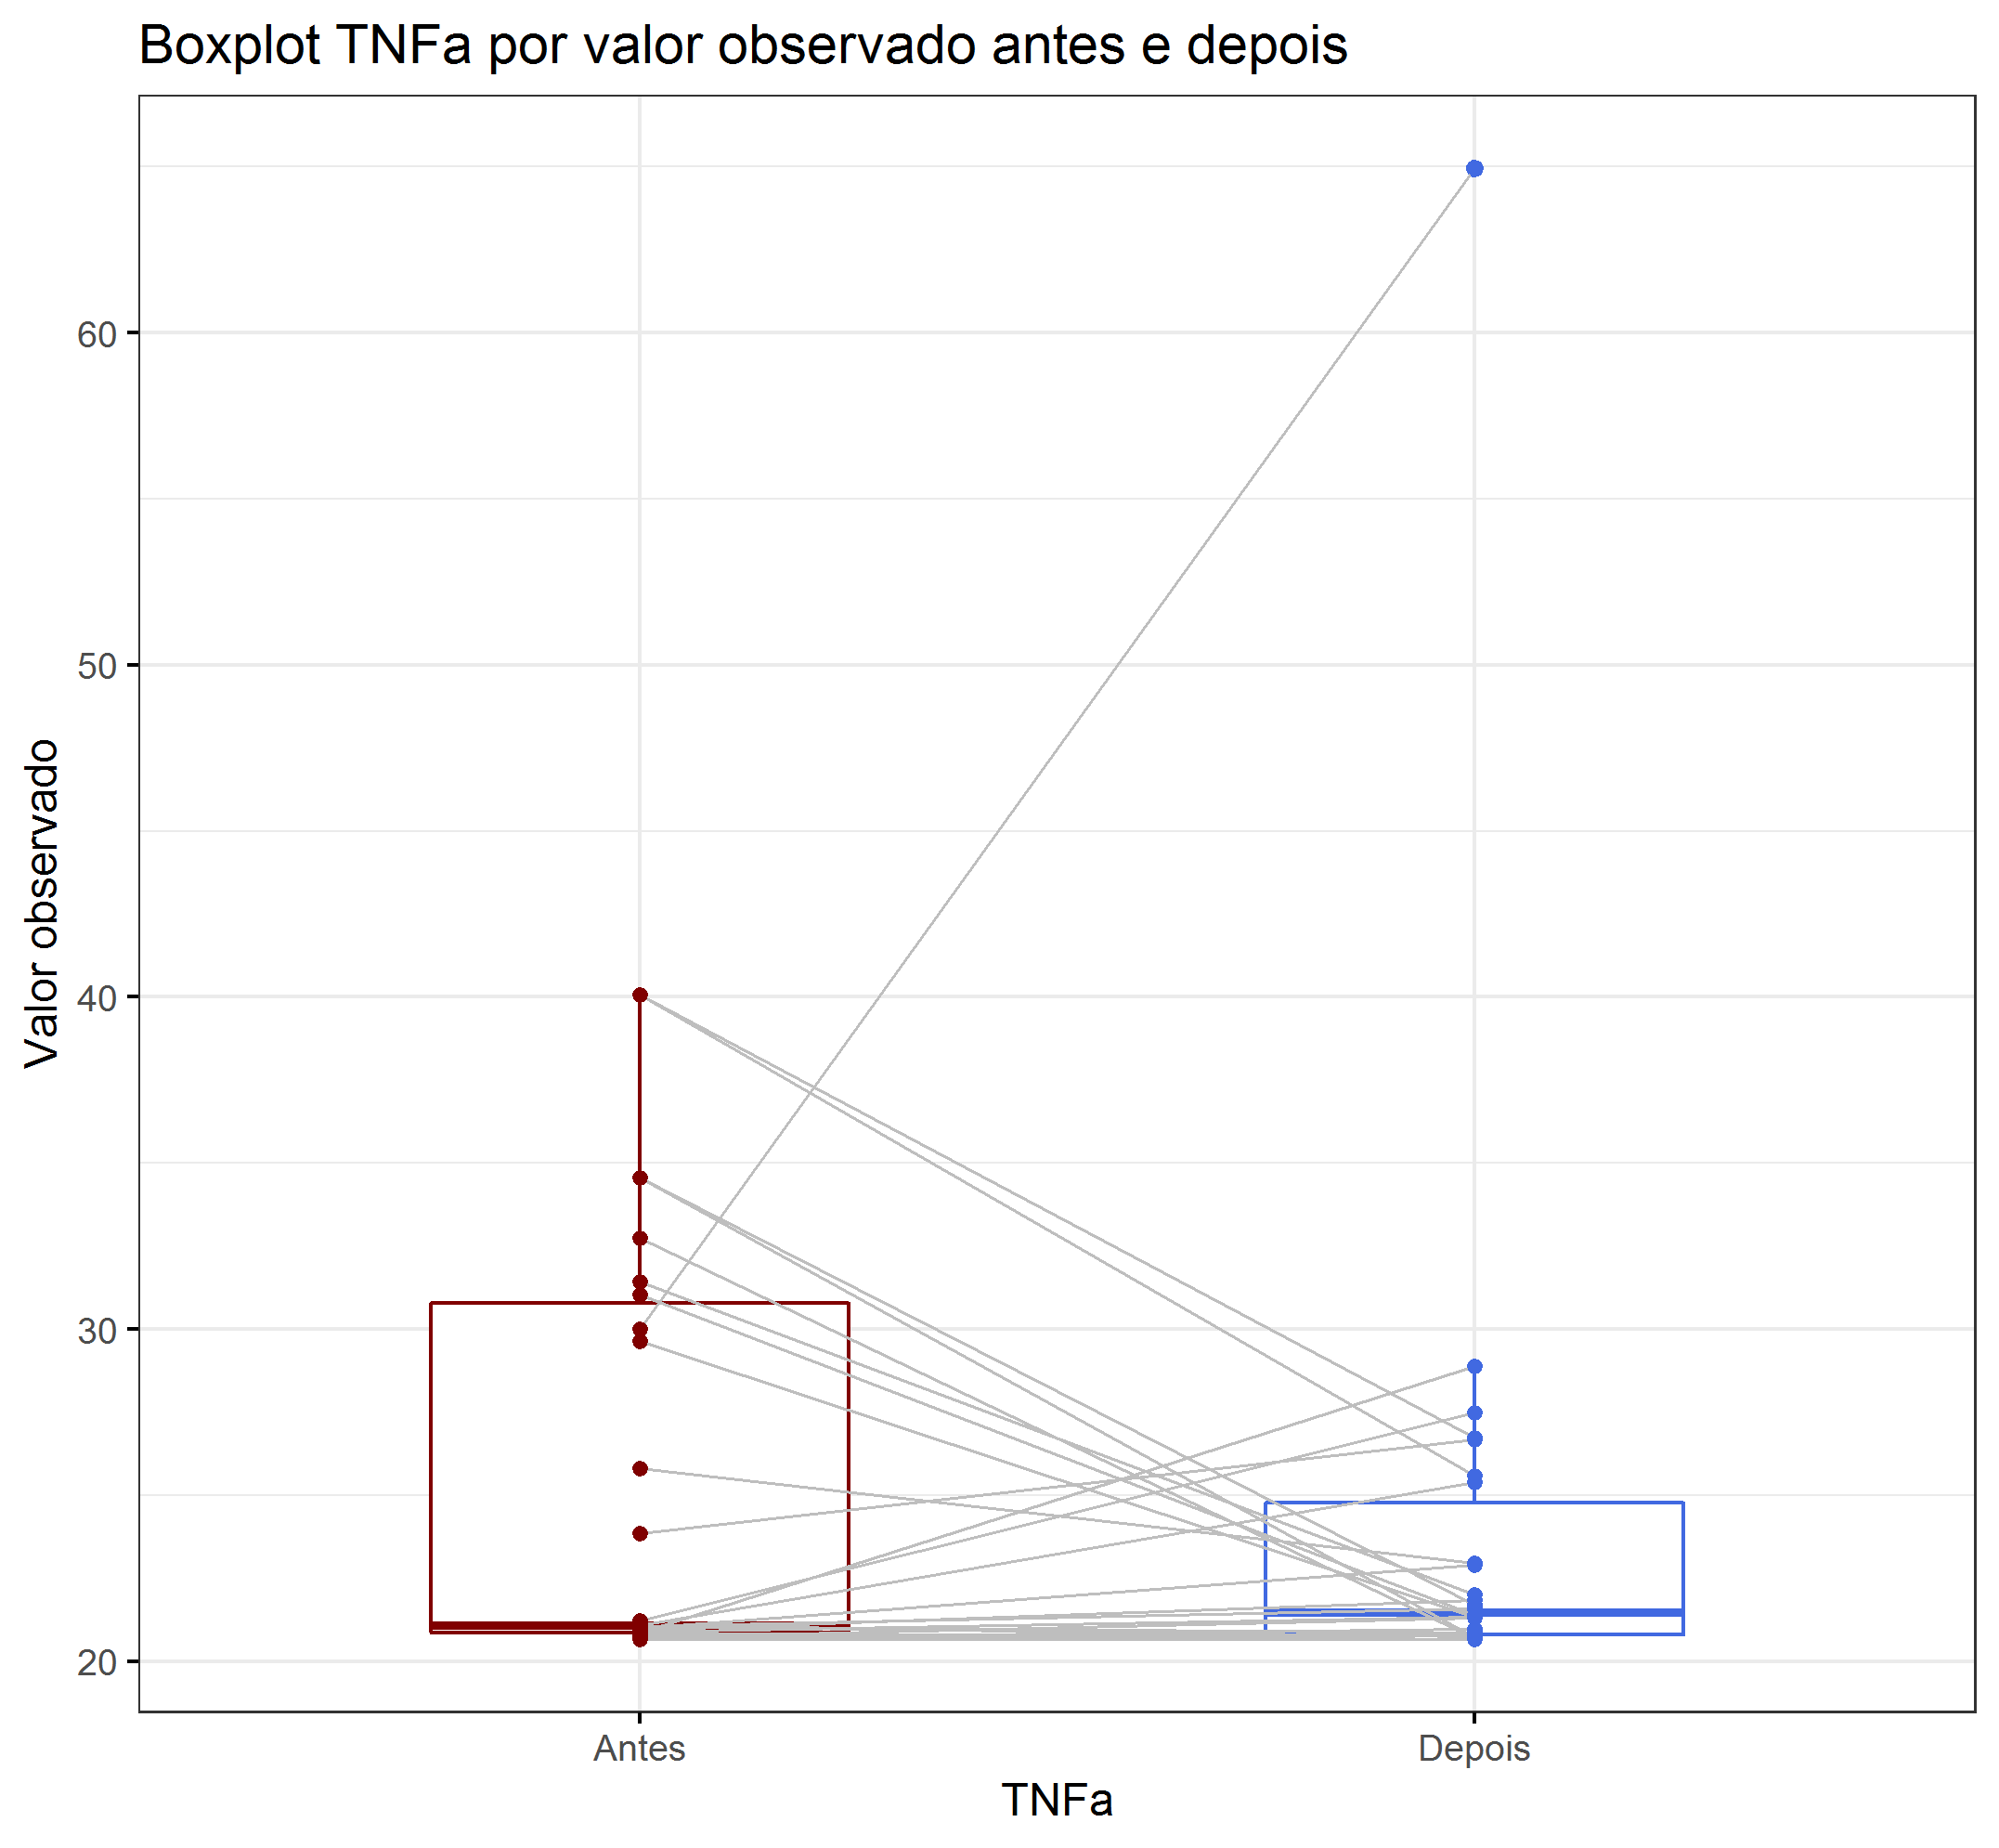 Boxplot TNFa por valor observado antes e depois
Valor observado
60
50
40
30
20
Antes
Depois
TNFa